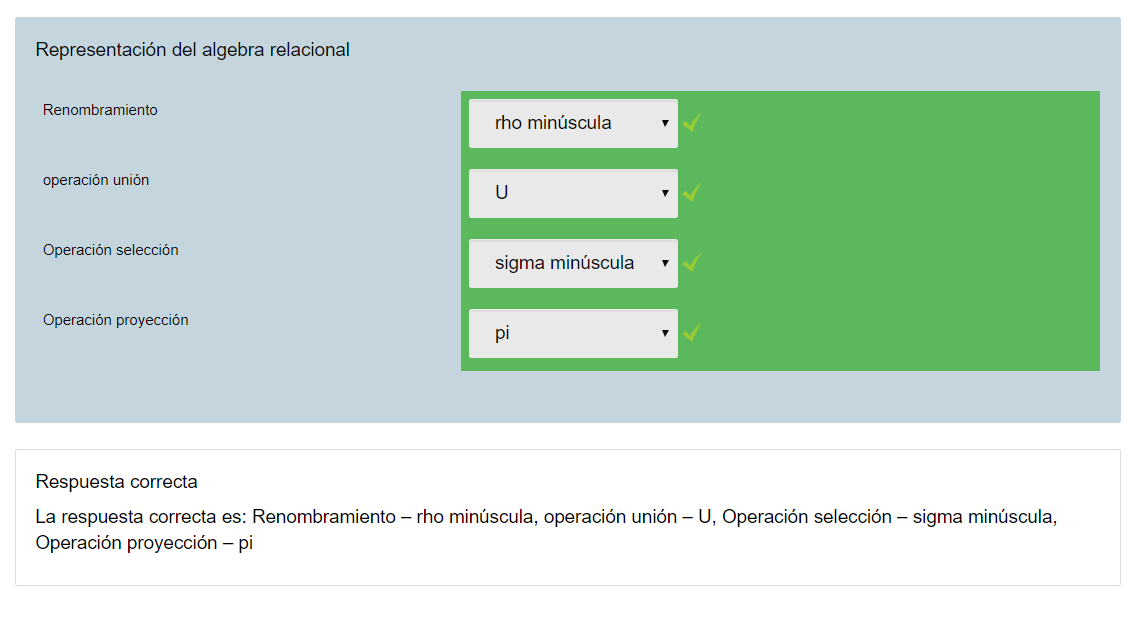 Representación del algebra relacional
Renombramiento
rho minúscula
operación unión
U
Operación selección
sigma minúscula
Operación proyección
pi
Respuesta correcta
La respuesta correcta es: Renombramiento – rho minúscula, operación unión – U, Operación selección – sigma minúscula,
Operación proyección – pi